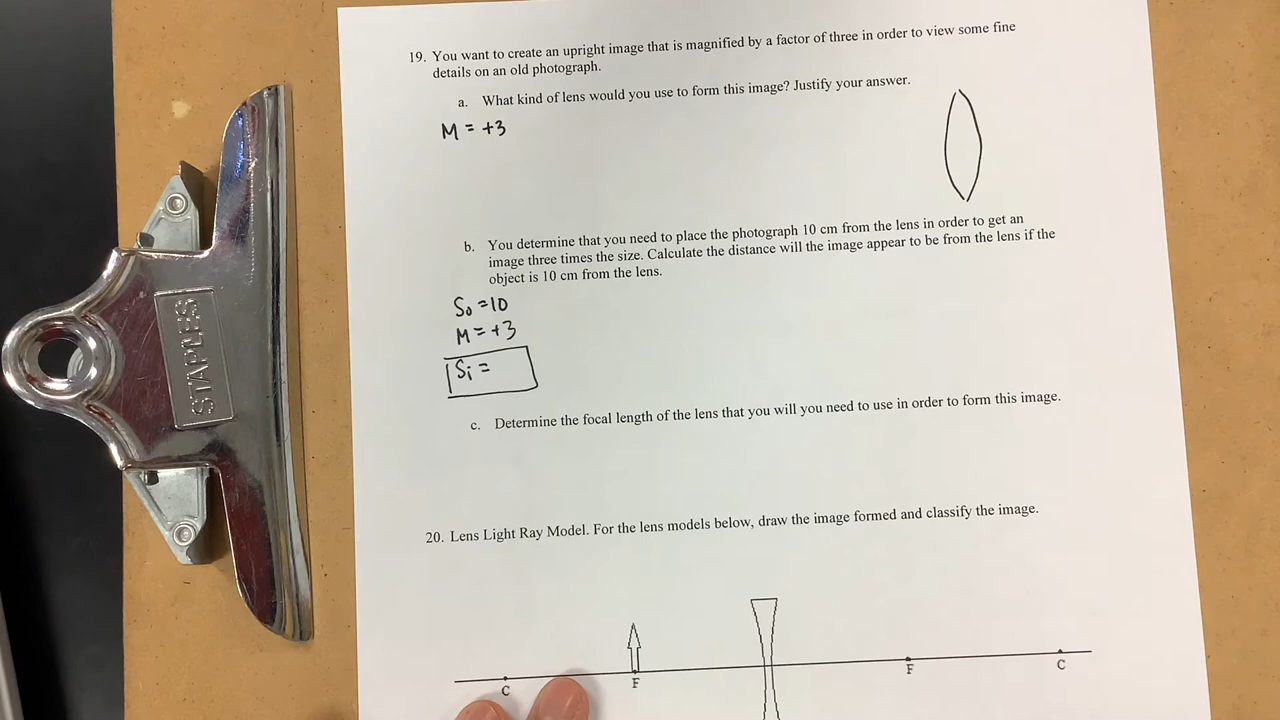 STAPLES
19. You want to create an upright image that is magnified by a factor of three in order to view some fine
details on an old photograph.
a. What kind of lens would you use to form this image? Justify your answer.
M = +3
b. You determine that you need to place the photograph 10 cm from the lens in order to get an
image three times the size. Calculate the distance will the image appear to be from the lens if the
object is 10 cm from the lens.
So = 10
M = +3
Si =
c. Determine the focal length of the lens that you will you need to use in order to form this image.
20. Lens Light Ray Model. For the lens models below, draw the image formed and classify the image.
C F F C